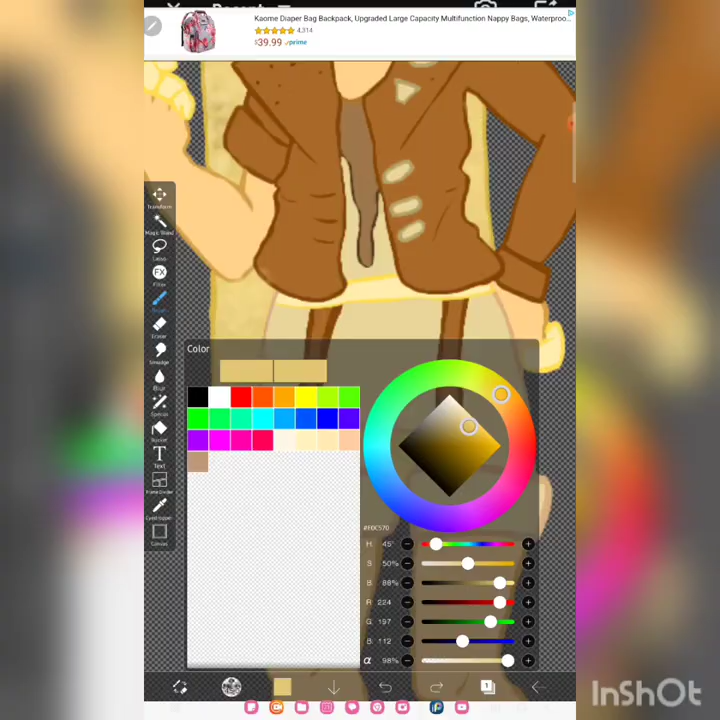 Kaome Diaper Bag Backpack, Upgraded Large Capacity Multifunction Nappy Bags, Waterproo...
4,314
$39.99 prime
Transform
Magic Wand
Lasso
FX
Filter
Brush
Eraser
Smudge
Blur
Special
Bucket
T
Text
Frame Divider
Eyedropper
Canvas
Color
#E0C570
H 45°
S 50%
B 88%
R 224
G 197
B 112
α 98%
1
InShOt